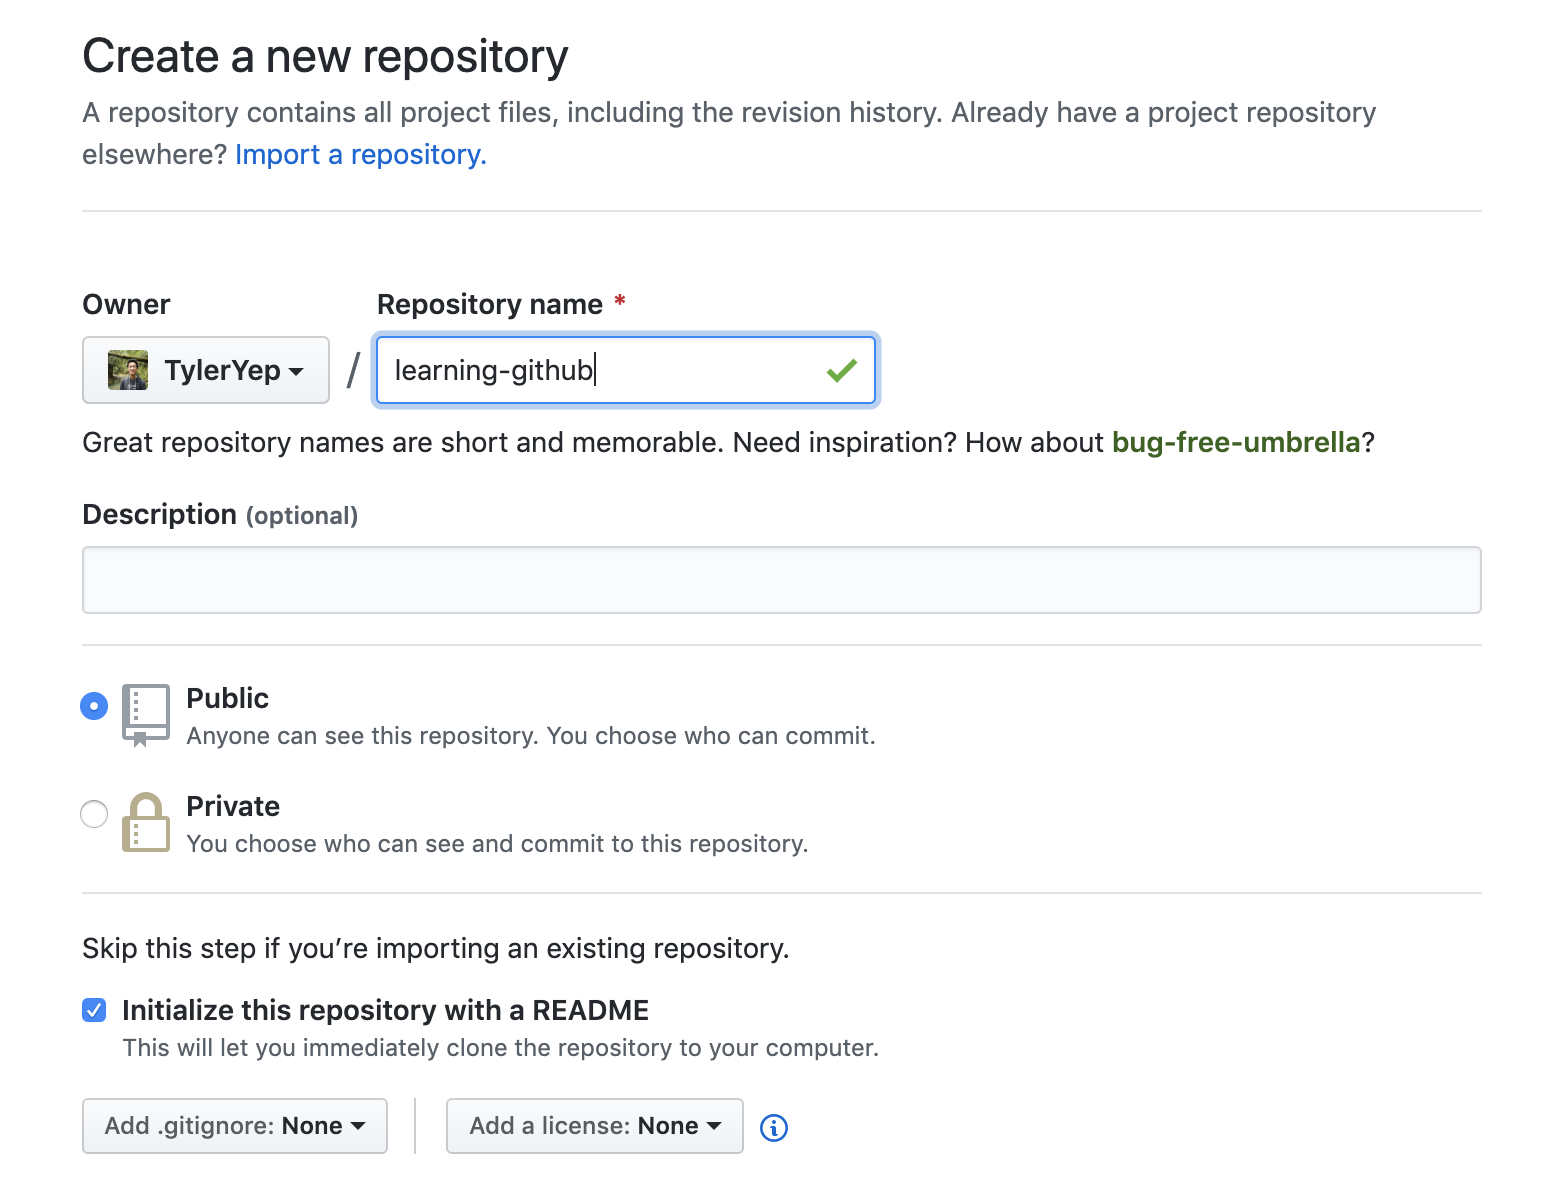 Create a new repository
A repository contains all project files, including the revision history. Already have a project repository
elsewhere? Import a repository.
Owner
Repository name *
TylerYep
/
learning-github
Great repository names are short and memorable. Need inspiration? How about bug-free-umbrella?
Description (optional)
Public
Anyone can see this repository. You choose who can commit.
Private
You choose who can see and commit to this repository.
Skip this step if you’re importing an existing repository.
Initialize this repository with a README
This will let you immediately clone the repository to your computer.
Add .gitignore: None
Add a license: None